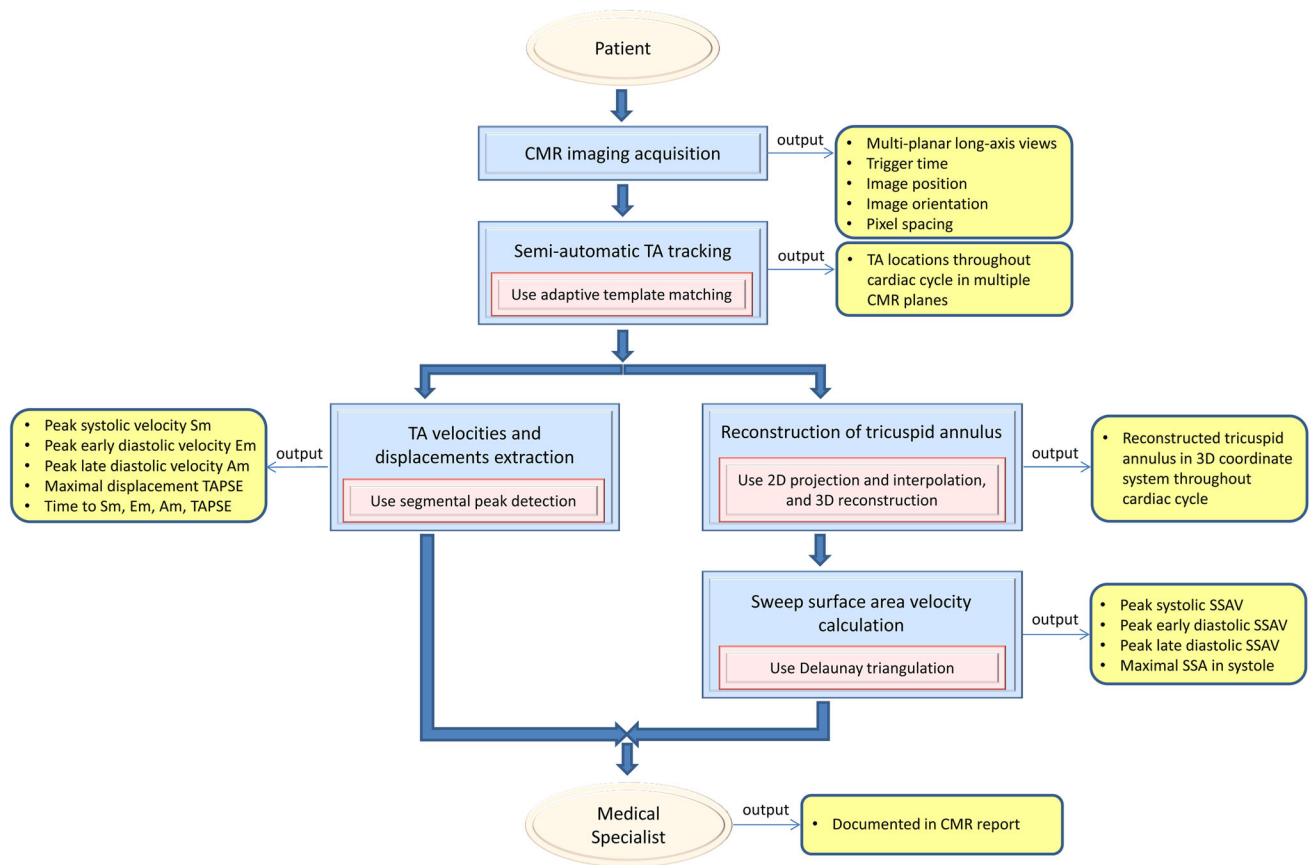 Patient
CMR imaging acquisition
output
• Multi-planar long-axis views
• Trigger time
• Image position
• Image orientation
• Pixel spacing
Semi-automatic TA tracking
Use adaptive template matching
output
• TA locations throughout
cardiac cycle in multiple
CMR planes
• Peak systolic velocity Sm
• Peak early diastolic velocity Em
• Peak late diastolic velocity Am
• Maximal displacement TAPSE
• Time to Sm, Em, Am, TAPSE
output
TA velocities and
displacements extraction
Use segmental peak detection
Reconstruction of tricuspid annulus
Use 2D projection and interpolation,
and 3D reconstruction
output
• Reconstructed tricuspid
annulus in 3D coordinate
system throughout
cardiac cycle
Sweep surface area velocity
calculation
Use Delaunay triangulation
output
• Peak systolic SSAV
• Peak early diastolic SSAV
• Peak late diastolic SSAV
• Maximal SSA in systole
Medical
Specialist
output
• Documented in CMR report